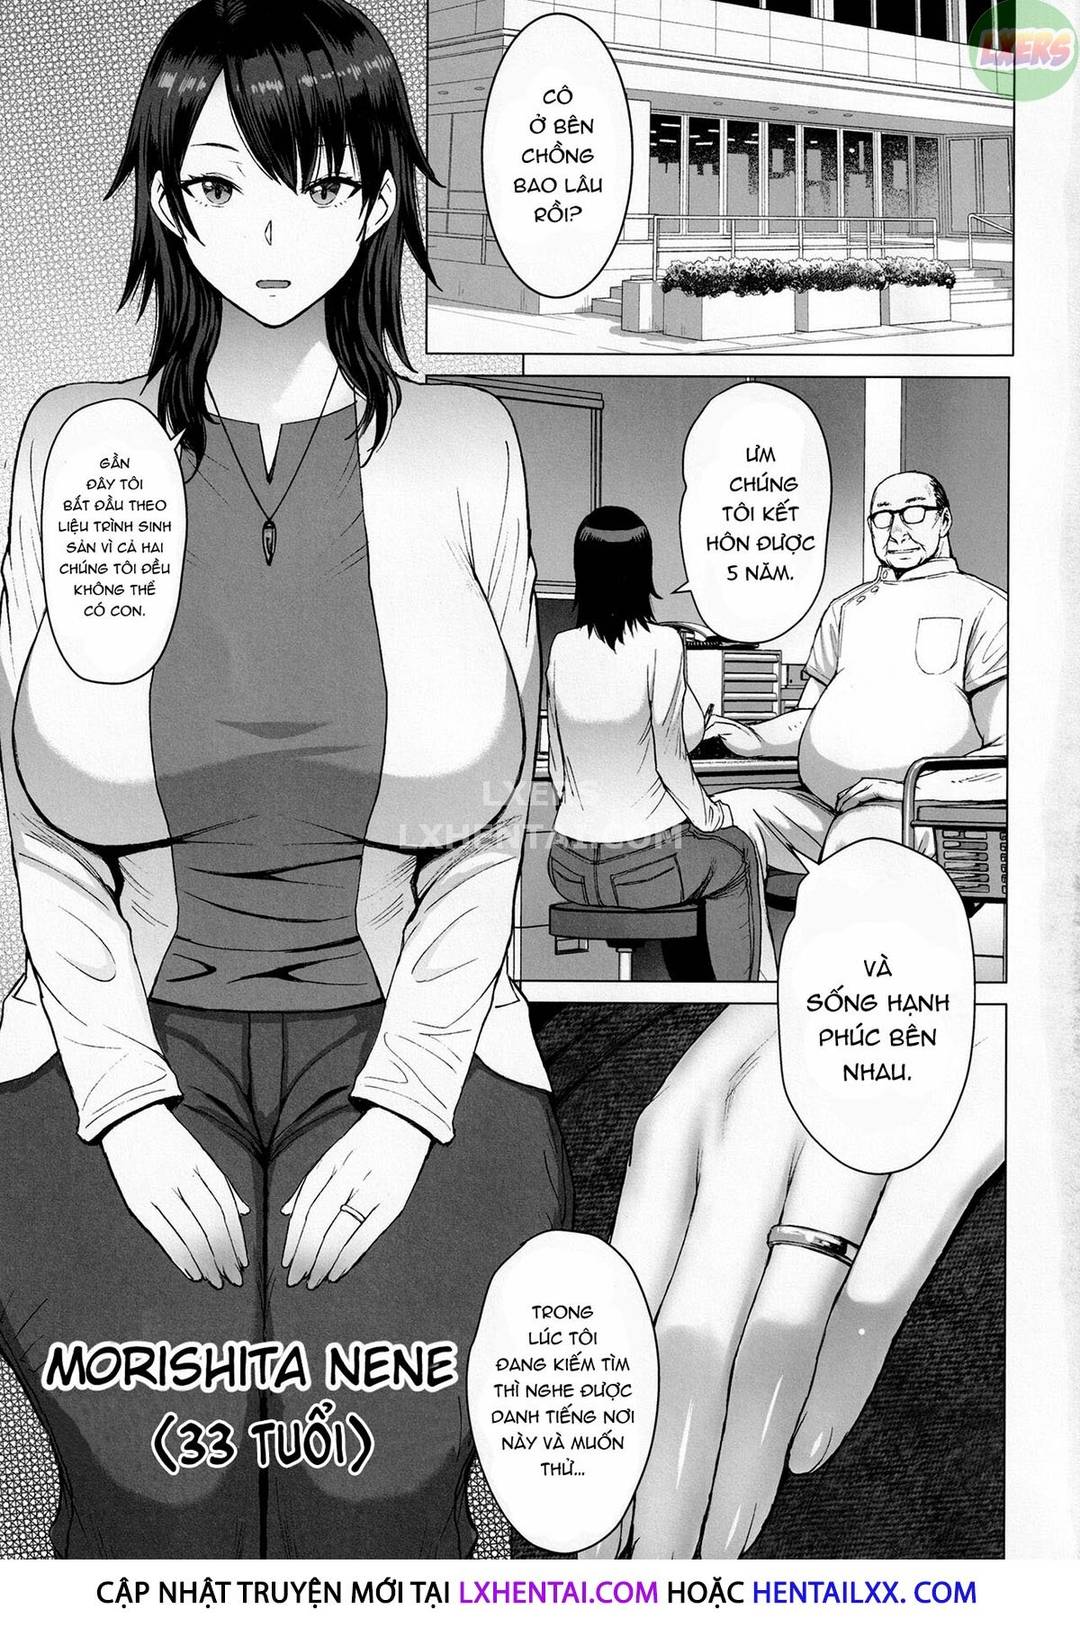 LXERS
CÔ
Ở BÊN
CHỒNG
BAO LÂU
RỒI?
ƯM
CHÚNG
TÔI KẾT
HÔN ĐƯỢC
5 NĂM.
VÀ
SỐNG HẠNH
PHÚC BÊN
NHAU.
GẦN
ĐÂY TÔI
BẮT ĐẦU THEO
LIỆU TRÌNH SINH
SẢN VÌ CẢ HAI
CHÚNG TÔI ĐỀU
KHÔNG THỂ
CÓ CON.
LXERS
LXHENTAI.COM
TRONG
LÚC TÔI
ĐANG KIẾM TÌM
THÌ NGHE ĐƯỢC
DANH TIẾNG NƠI
NÀY VÀ MUỐN
THỬ...
MORISHITA NENE
(33 TUỔI)
CẬP NHẬT TRUYỆN MỚI TẠI LXHENTAI.COM HOẶC HENTAILXX. COM